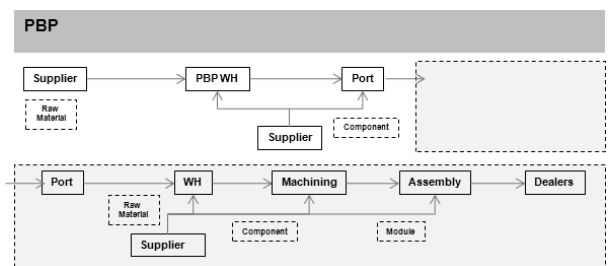 PBP
Supplier
PBP WH
Port
Raw
Material
Component
Supplier
Port
WH
Machining
Assembly
Dealers
Raw
Material
Component
Module
Supplier